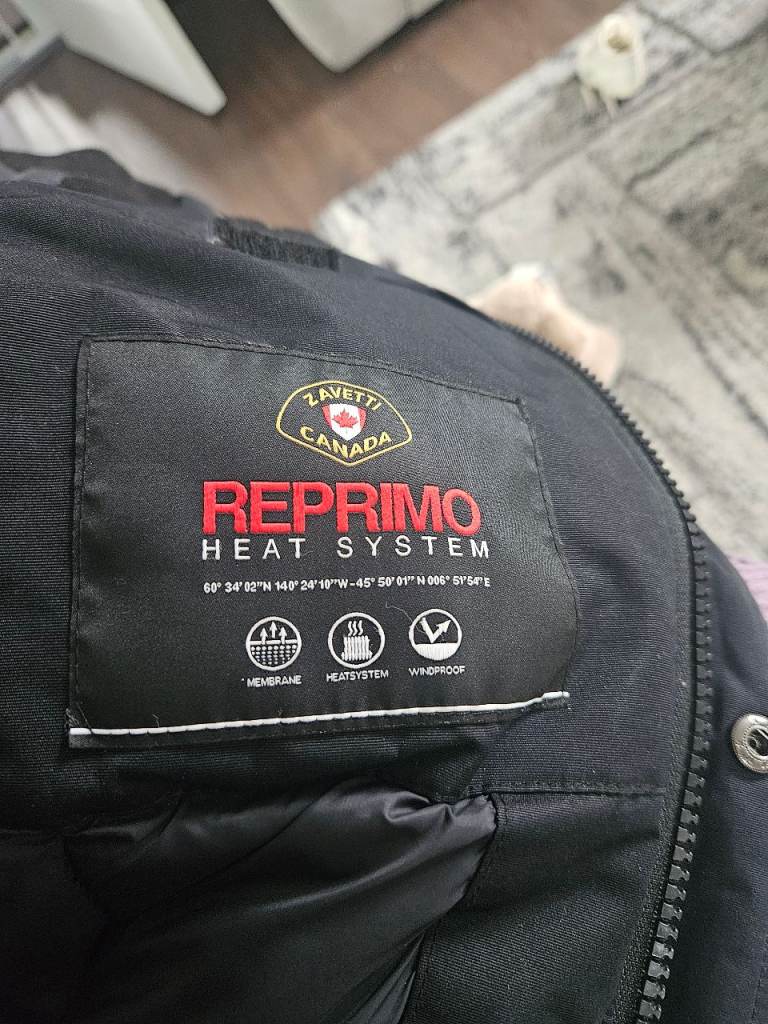 ZAVETTI
CANADA
REPRIMO
HEAT SYSTEM
60° 34' 02"N 140° 24' 10"W-45° 50' 01" N 006° 51' 54" E
MEMBRANE
HEATSYSTEM
WINDPROOF